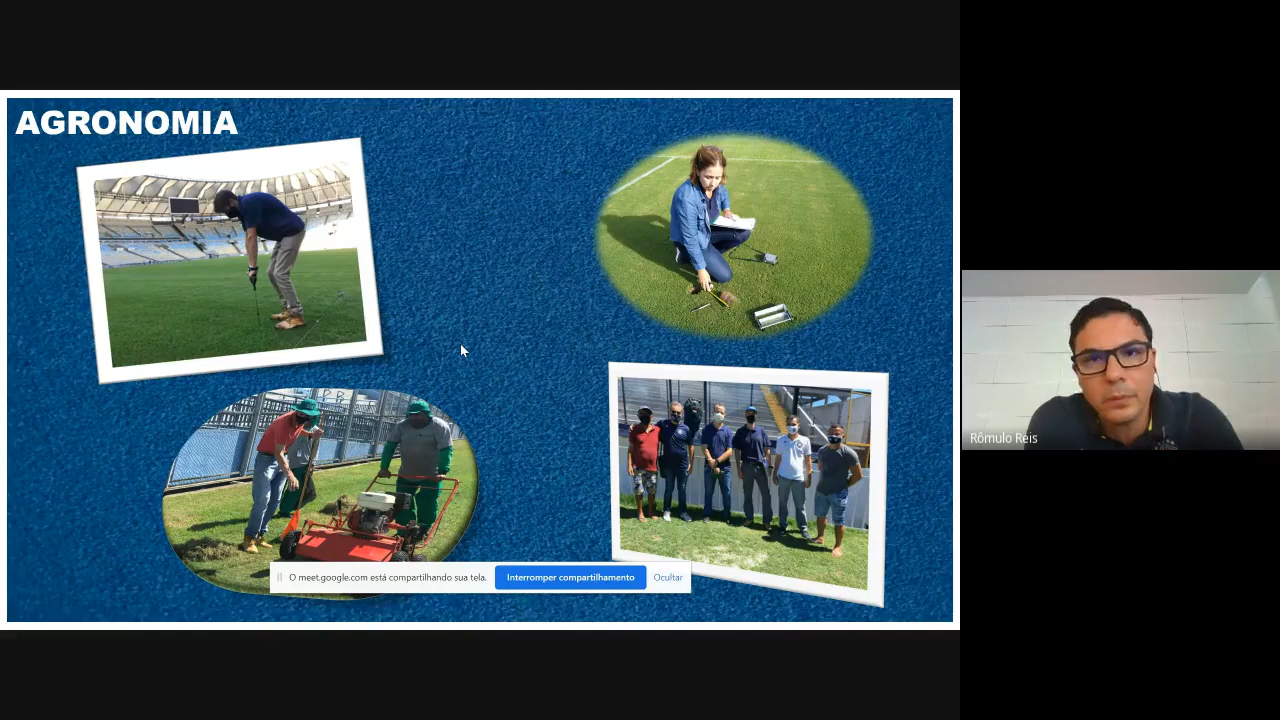 AGRONOMIA
O meet.google.com está compartilhando sua tela.
Interromper compartilhamento
Ocultar
Rômulo Reis